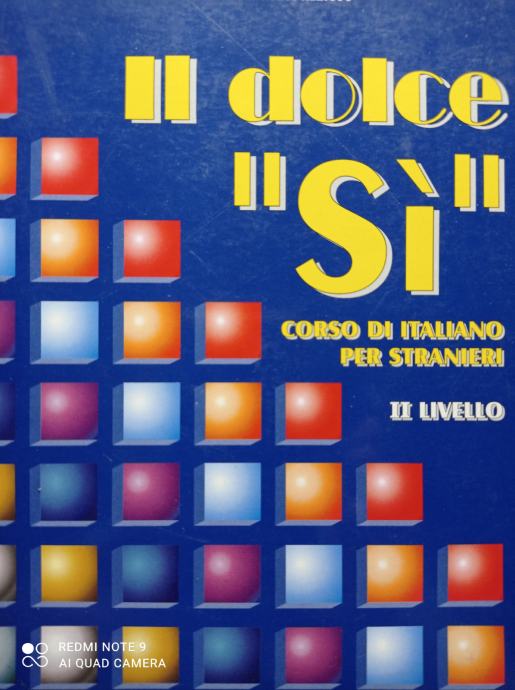 Il dolce
"Sì"
CORSO DI ITALIANO
PER STRANIERI
II LIVELLO
REDMI NOTE 9
AI QUAD CAMERA